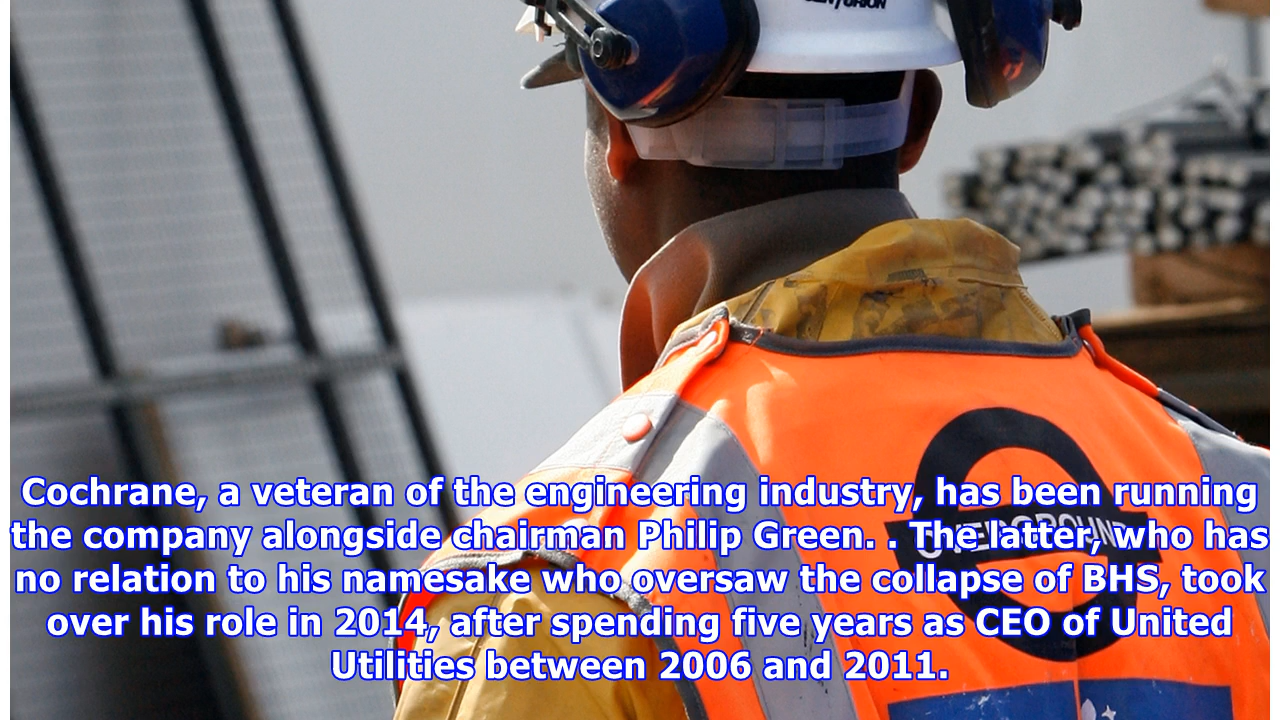 Cochrane, a veteran of the engineering industry, has been running
the company alongside chairman Philip Green. . The latter, who has
no relation to his namesake who oversaw the collapse of BHS, took
over his role in 2014, after spending five years as CEO of United
Utilities between 2006 and 2011.
OVERGROUND